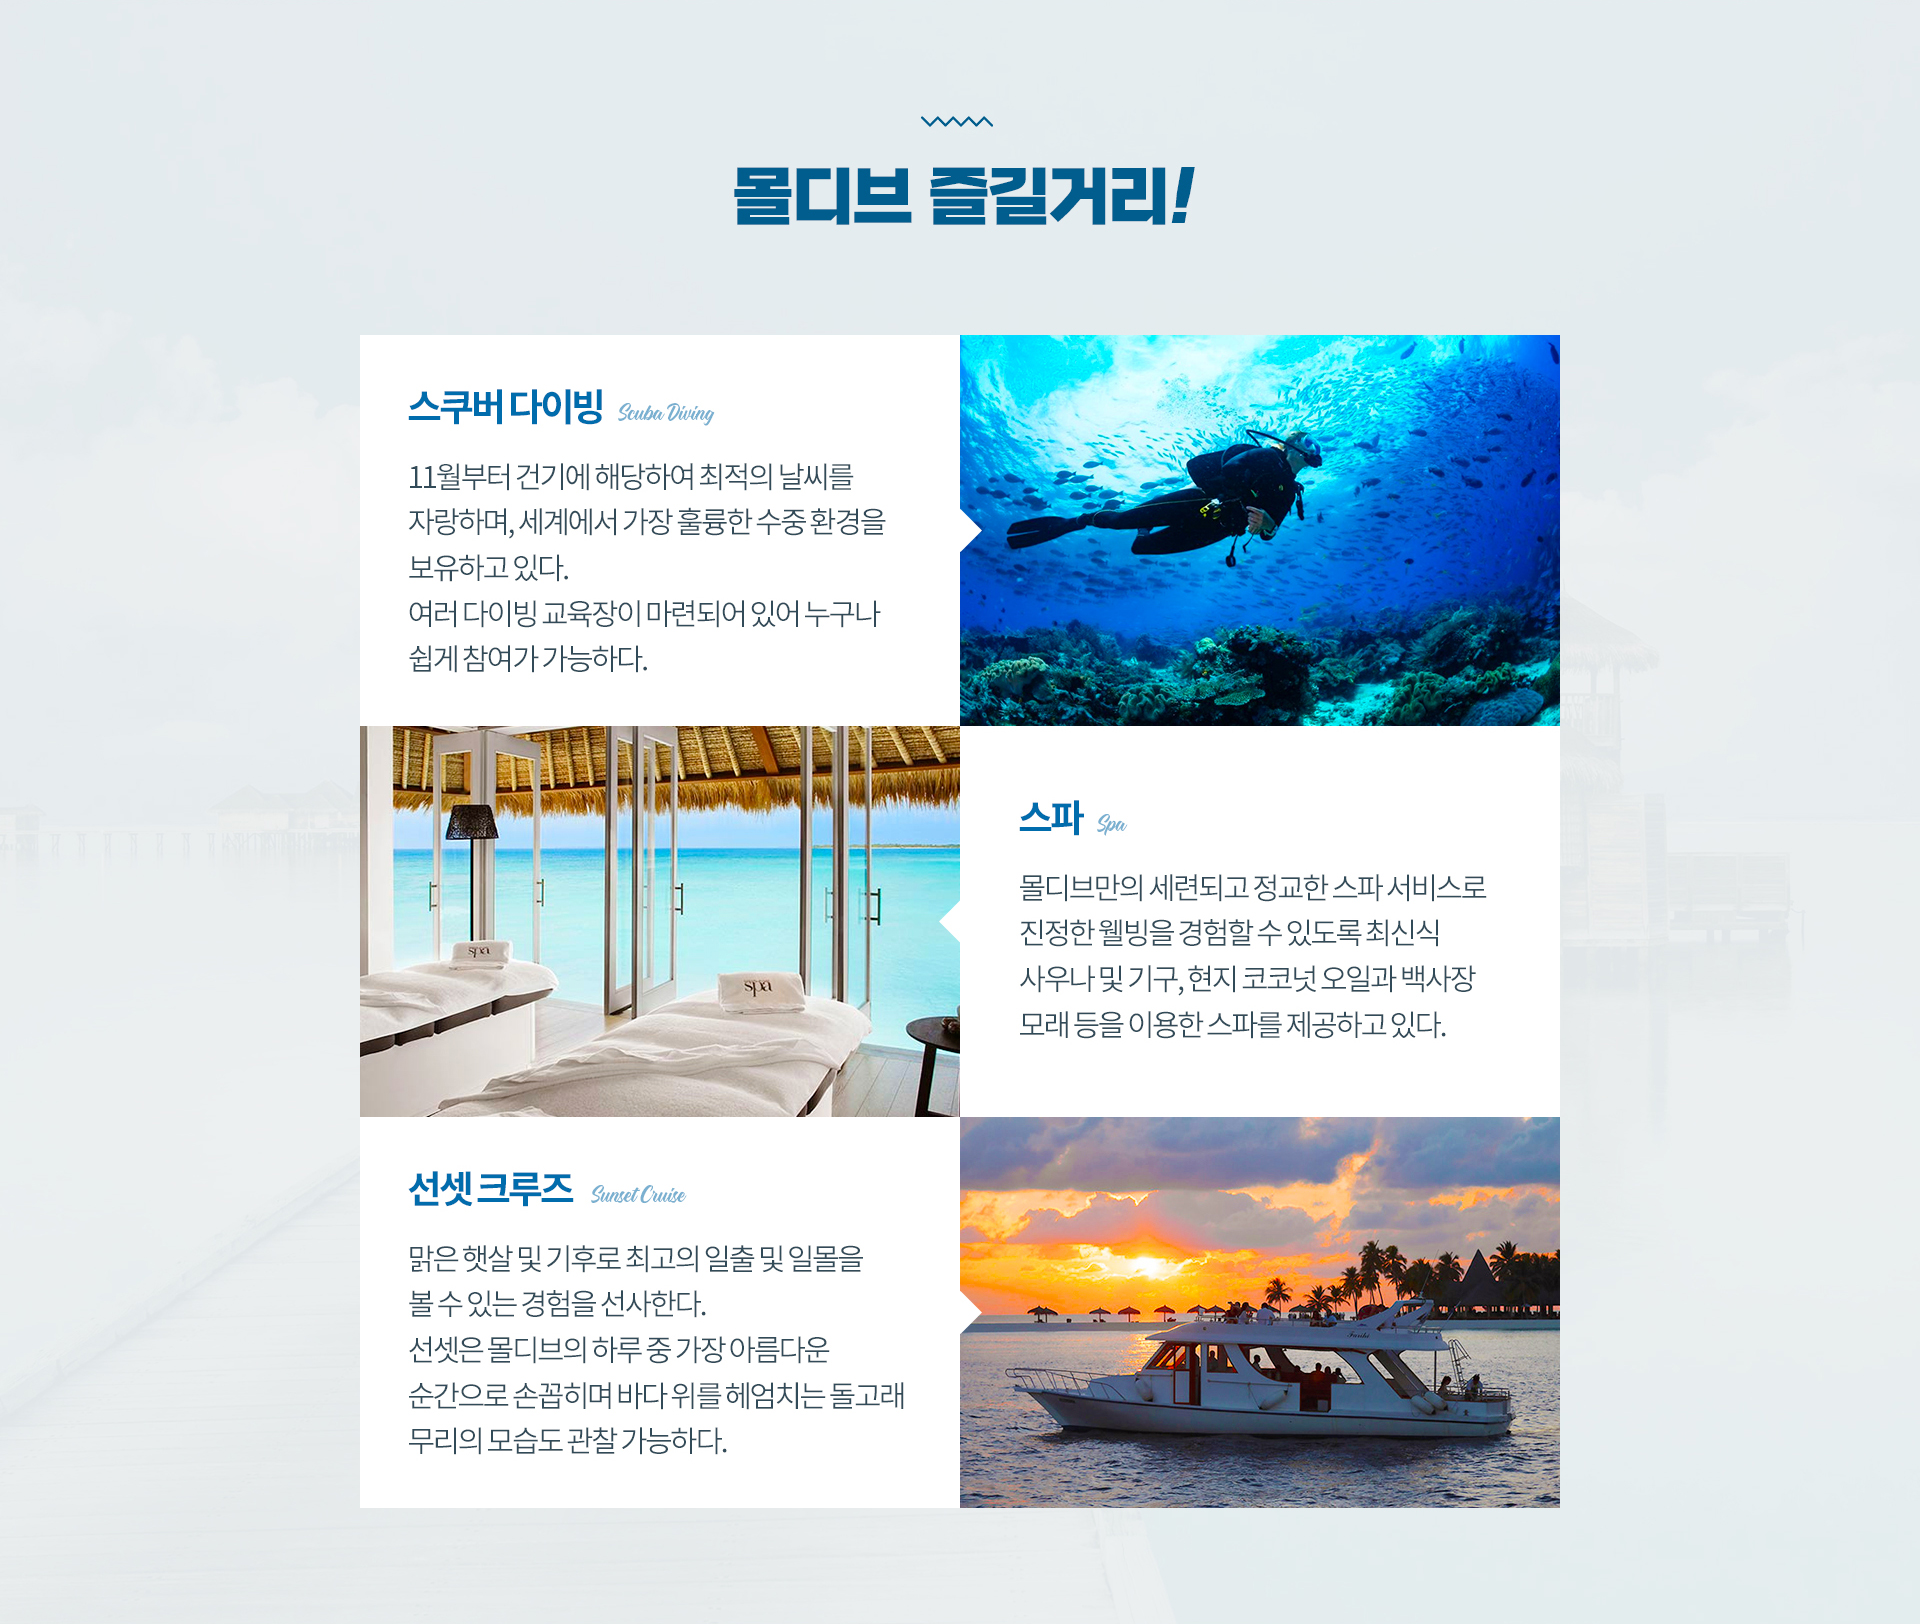 몰디브 즐길거리!
스쿠버 다이빙 Scuba Diving
11월부터 건기에 해당하여 최적의 날씨를
자랑하며, 세계에서 가장 훌륭한 수중 환경을
보유하고 있다.
여러 다이빙 교육장이 마련되어 있어 누구나
쉽게 참여가 가능하다.
spa
spa
스파 Spa
몰디브만의 세련되고 정교한 스파 서비스로
진정한 웰빙을 경험할 수 있도록 최신식
사우나 및 기구, 현지 코코넛 오일과 백사장
모래 등을 이용한 스파를 제공하고 있다.
선셋 크루즈 Sunset Cruise
맑은 햇살 및 기후로 최고의 일출 및 일몰을
볼 수 있는 경험을 선사한다.
선셋은 몰디브의 하루 중 가장 아름다운
순간으로 손꼽히며 바다 위를 헤엄치는 돌고래
무리의 모습도 관찰 가능하다.